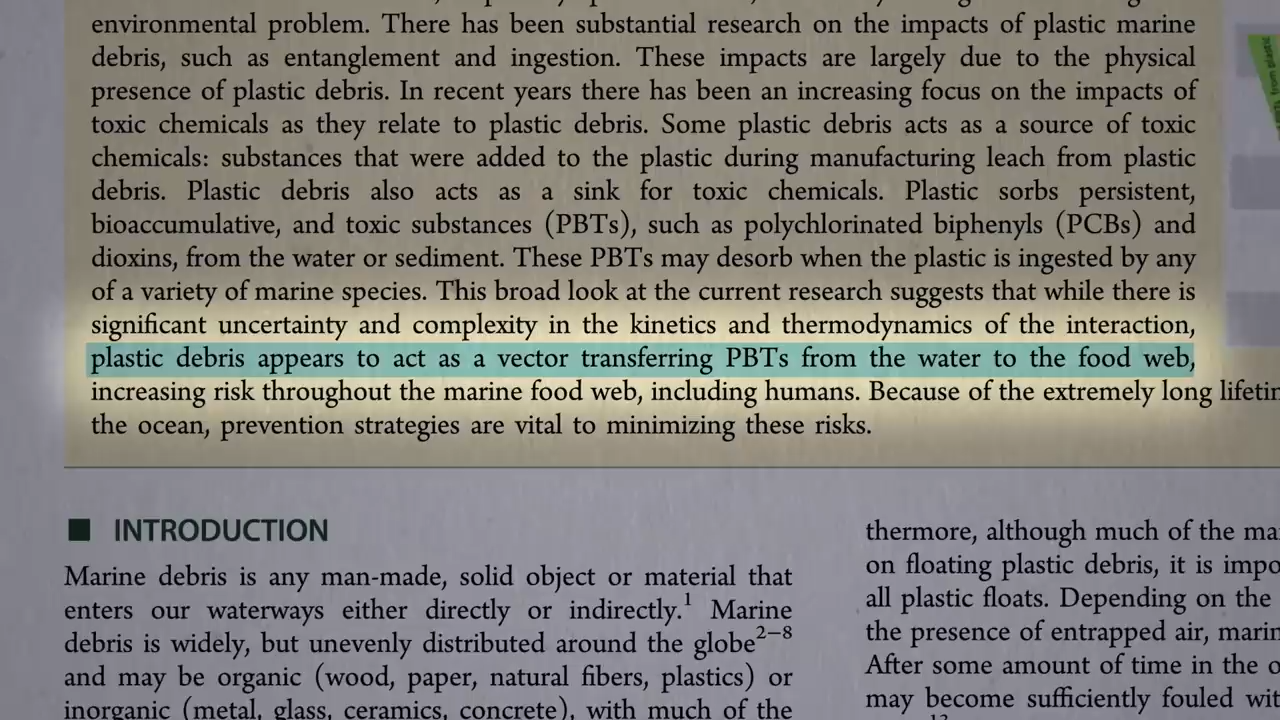 environmental problem. There has been substantial research on the impacts of plastic marine
debris, such as entanglement and ingestion. These impacts are largely due to the physical
presence of plastic debris. In recent years there has been an increasing focus on the impacts of
toxic chemicals as they relate to plastic debris. Some plastic debris acts as a source of toxic
chemicals: substances that were added to the plastic during manufacturing leach from plastic
debris. Plastic debris also acts as a sink for toxic chemicals. Plastic sorbs persistent,
bioaccumulative, and toxic substances (PBTs), such as polychlorinated biphenyls (PCBs) and
dioxins, from the water or sediment. These PBTs may desorb when the plastic is ingested by any
of a variety of marine species. This broad look at the current research suggests that while there is
significant uncertainty and complexity in the kinetics and thermodynamics of the interaction,
plastic debris appears to act as a vector transferring PBTs from the water to the food web,
increasing risk throughout the marine food web, including humans. Because of the extremely long
the ocean, prevention strategies are vital to minimizing these risks.
from plastic
■ INTRODUCTION
Marine debris is any man-made, solid object or material that
enters our waterways either directly or indirectly.1 Marine
debris is widely, but unevenly distributed around the globe2−8
and may be organic (wood, paper, natural fibers, plastics) or
inorganic (metal, glass, ceramics, concrete), with much of the
thermore, although much of the
on floating plastic debris, it is
all plastic floats. Depending on the
the presence of entrapped air,
After some amount of time in the
may become sufficiently fouled